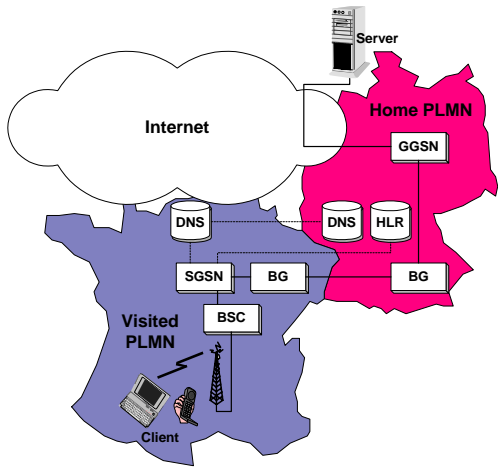 Server
Home PLMN
Internet
GGSN
DNS
DNS
HLR
SGSN
BG
BG
BSC
Visited
PLMN
Client